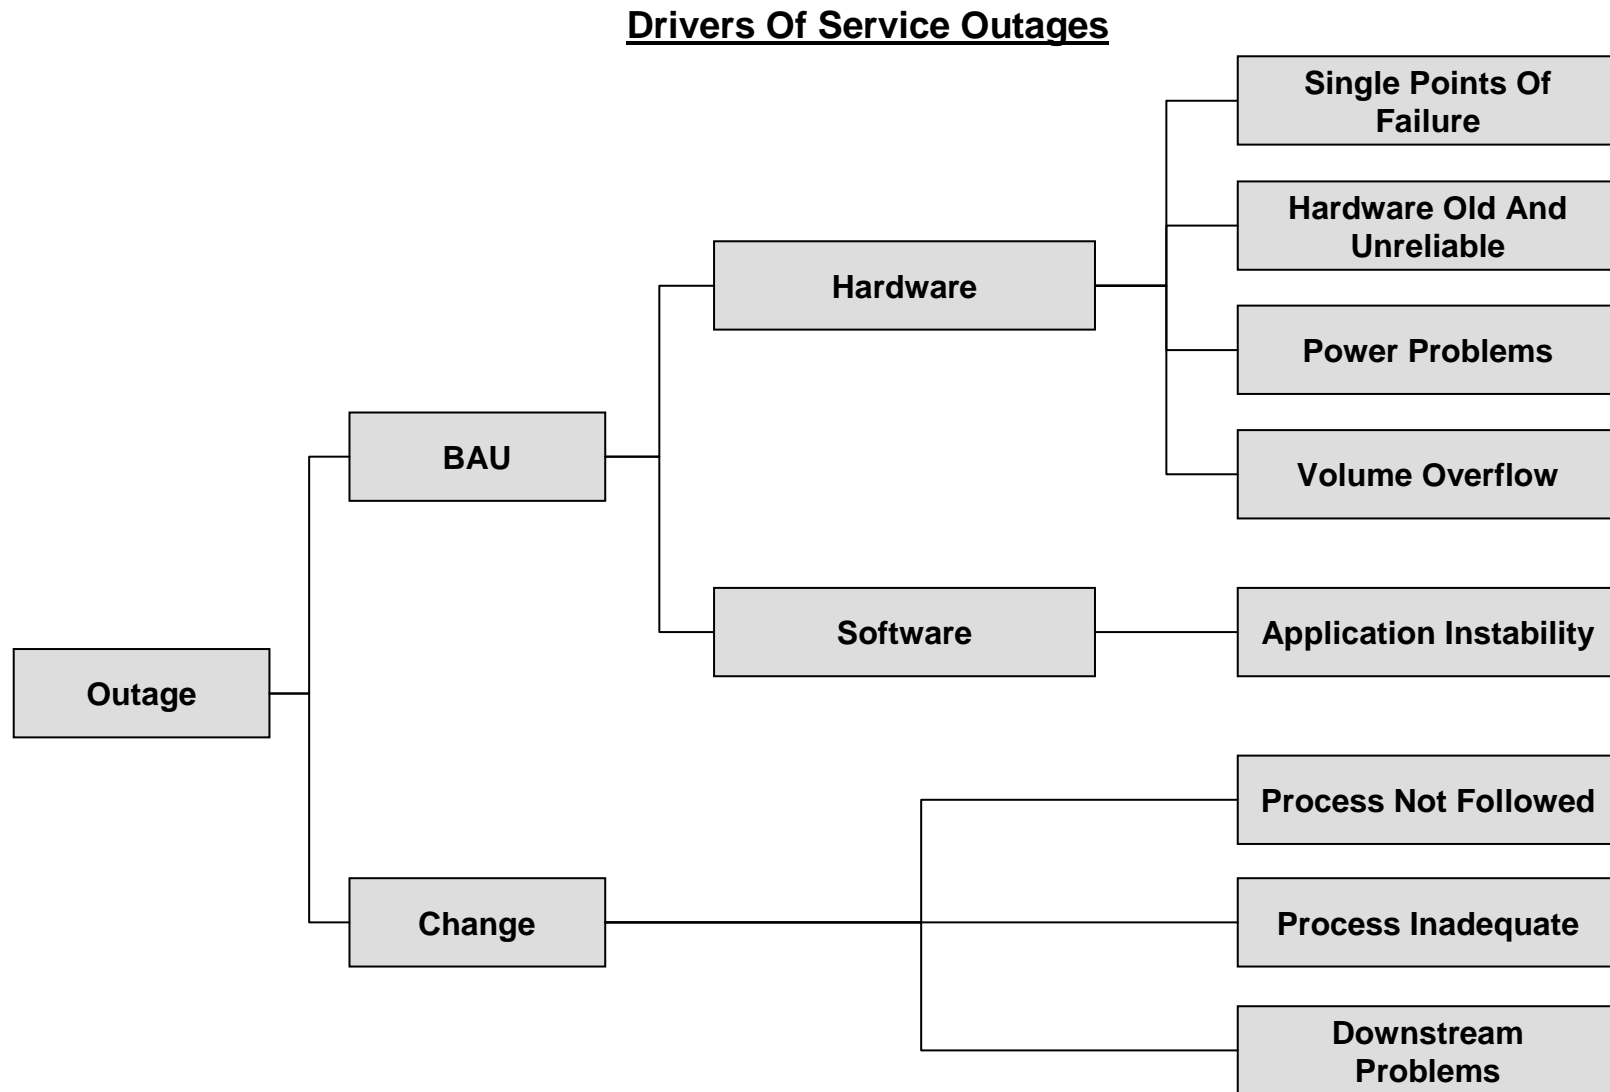 Drivers Of Service Outages
Single Points Of
Failure
Hardware Old And
Unreliable
Hardware
Power Problems
BAU
Volume Overflow
Software
Application Instability
Outage
Process Not Followed
Change
Process Inadequate
Downstream
Problems